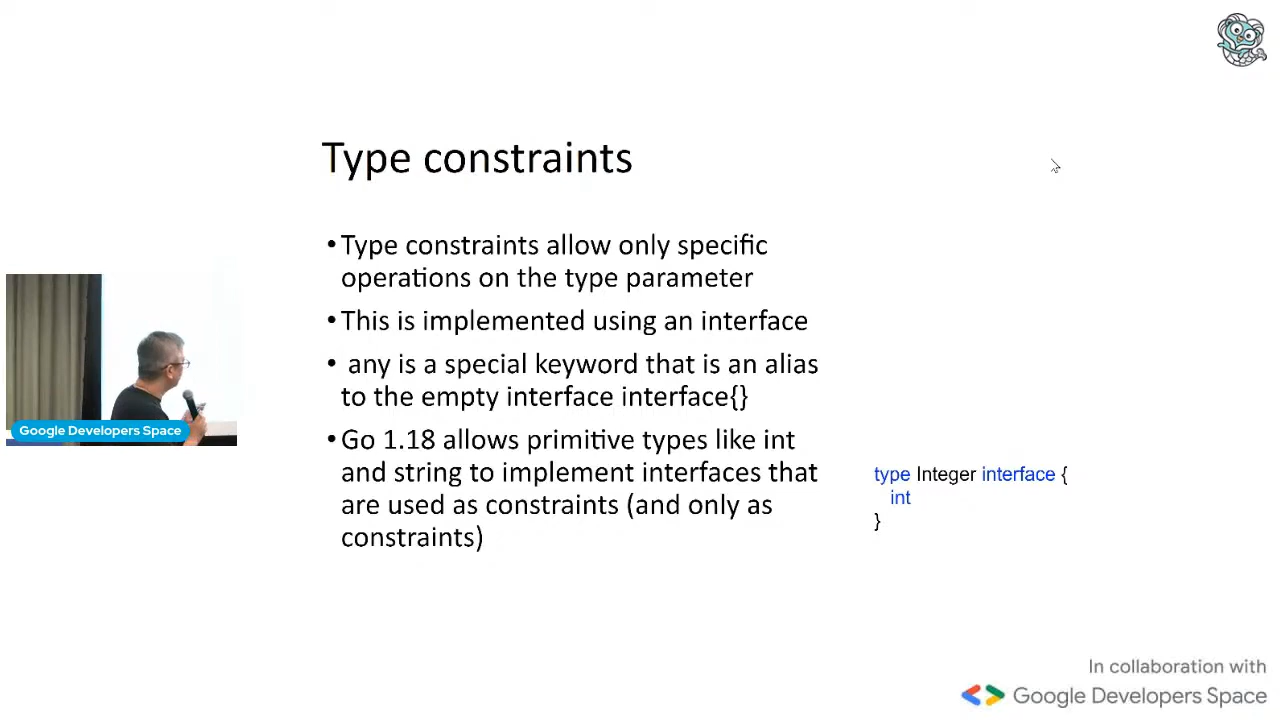 Type constraints
• Type constraints allow only specific
operations on the type parameter
• This is implemented using an interface
• any is a special keyword that is an alias
to the empty interface interface{}
• Go 1.18 allows primitive types like int
and string to implement interfaces that
are used as constraints (and only as
constraints)
type Integer interface {
int
}
Google Developers Space
In collaboration with
Google Developers Space